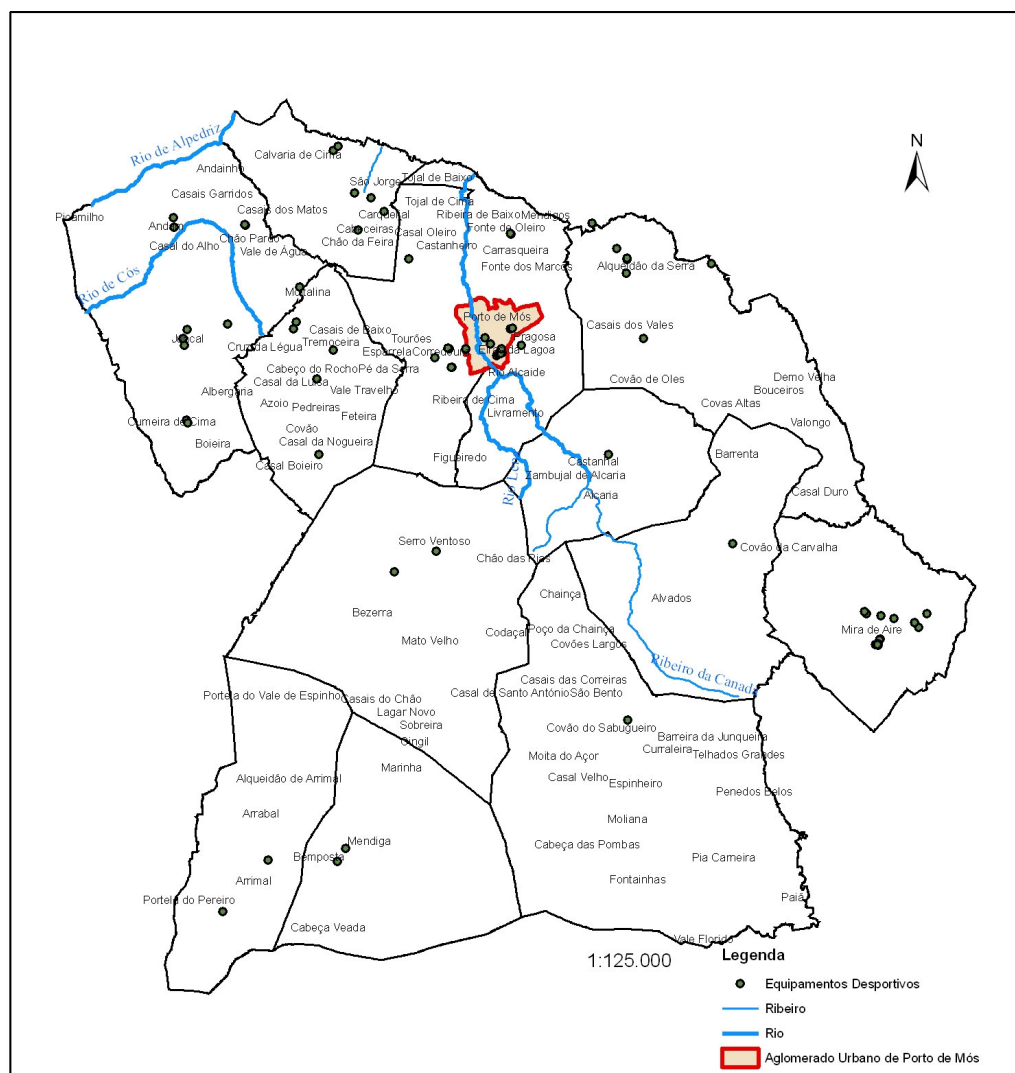 N
Rio de Alpedriz
Calvaria de Cima
Andainho
São Jorge
Tojal de Baixo
Casais Garridos
Tojal de Cima
Picamilho
Casais dos Matos
Carquejal
Ribeira de Baixo
Mendigos
Andam
Cabeceiras
Casal Oleiro
Fonte do Oleiro
Chão Pardo
Chão da Feira
Castanheiro
Casal do Alho
Vale de Água
Carrasqueira
Fonte dos Marcos
Alqueidão da Serra
Rio de Cós
Moitalina
Porto de Mós
Casais de Baixo
Casais dos Vales
Juncal
Tremoceira
Tourões
Fragosa
Cruz da Légua
Esparrela
Corredoura
Eiras da Lagoa
Cabeço do Rocho
Pé da Serra
Rio Alcaide
Casal da Luísa
Covão de Oles
Demo Velha
Albergaria
Vale Travelho
Bouceiros
Azoio
Pedreiras
Ribeira de Cima
Covas Altas
Feteira
Livramento
Cumeira de Cima
Covão
Valongo
Boieira
Casal da Nogueira
Barrenta
Figueiredo
Castanhal
Casal Boieiro
Zambujal de Alcaria
Rio Lena
Alcaria
Casal Duro
Serro Ventoso
Chão das Pias
Covão da Carvalha
Chainça
Alvados
Bezerra
Codaçal
Poço da Chainça
Mira de Aire
Mato Velho
Covões Largos
Ribeiro da Canada
Casais das Correiras
Portela do Vale de Espinho
Casais do Chão
Casal de Santo António
São Bento
Lagar Novo
Sobreira
Covão do Sabugueiro
Cingil
Barreira da Junqueira
Curraleira
Marinha
Moita do Açor
Telhados Grandes
Alqueidão de Arrimal
Casal Velho
Espinheiro
Penedos Belos
Arrabal
Moliana
Mendiga
Cabeça das Pombas
Bemposta
Pia Carneira
Arrimal
Fontainhas
Portela do Pereiro
Paiã
Cabeça Veada
Vale Florido
1:125.000
Legenda
Equipamentos Desportivos
Ribeiro
Rio
Aglomerado Urbano de Porto de Mós